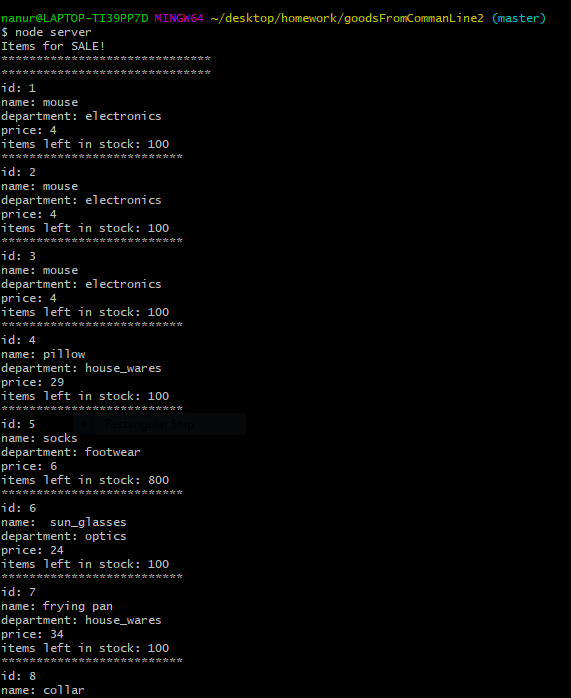 nanur@LAPTOP-TI39PP7D MINGW64 ~/desktop/homework/goodsFromCommanLine2 (master)
$ node server
Items for SALE!
******************************
******************************
id: 1
name: mouse
department: electronics
price: 4
items left in stock: 100
**************************
id: 2
name: mouse
department: electronics
price: 4
items left in stock: 100
**************************
id: 3
name: mouse
department: electronics
price: 4
items left in stock: 100
**************************
id: 4
name: pillow
department: house_wares
price: 29
items left in stock: 100
**************************
id: 5
Rectangular Snip
name: socks
department: footwear
price: 6
items left in stock: 800
**************************
id: 6
name:  sun_glasses
department: optics
price: 24
items left in stock: 100
**************************
id: 7
name: frying pan
department: house_wares
price: 34
items left in stock: 100
**************************
id: 8
name: collar